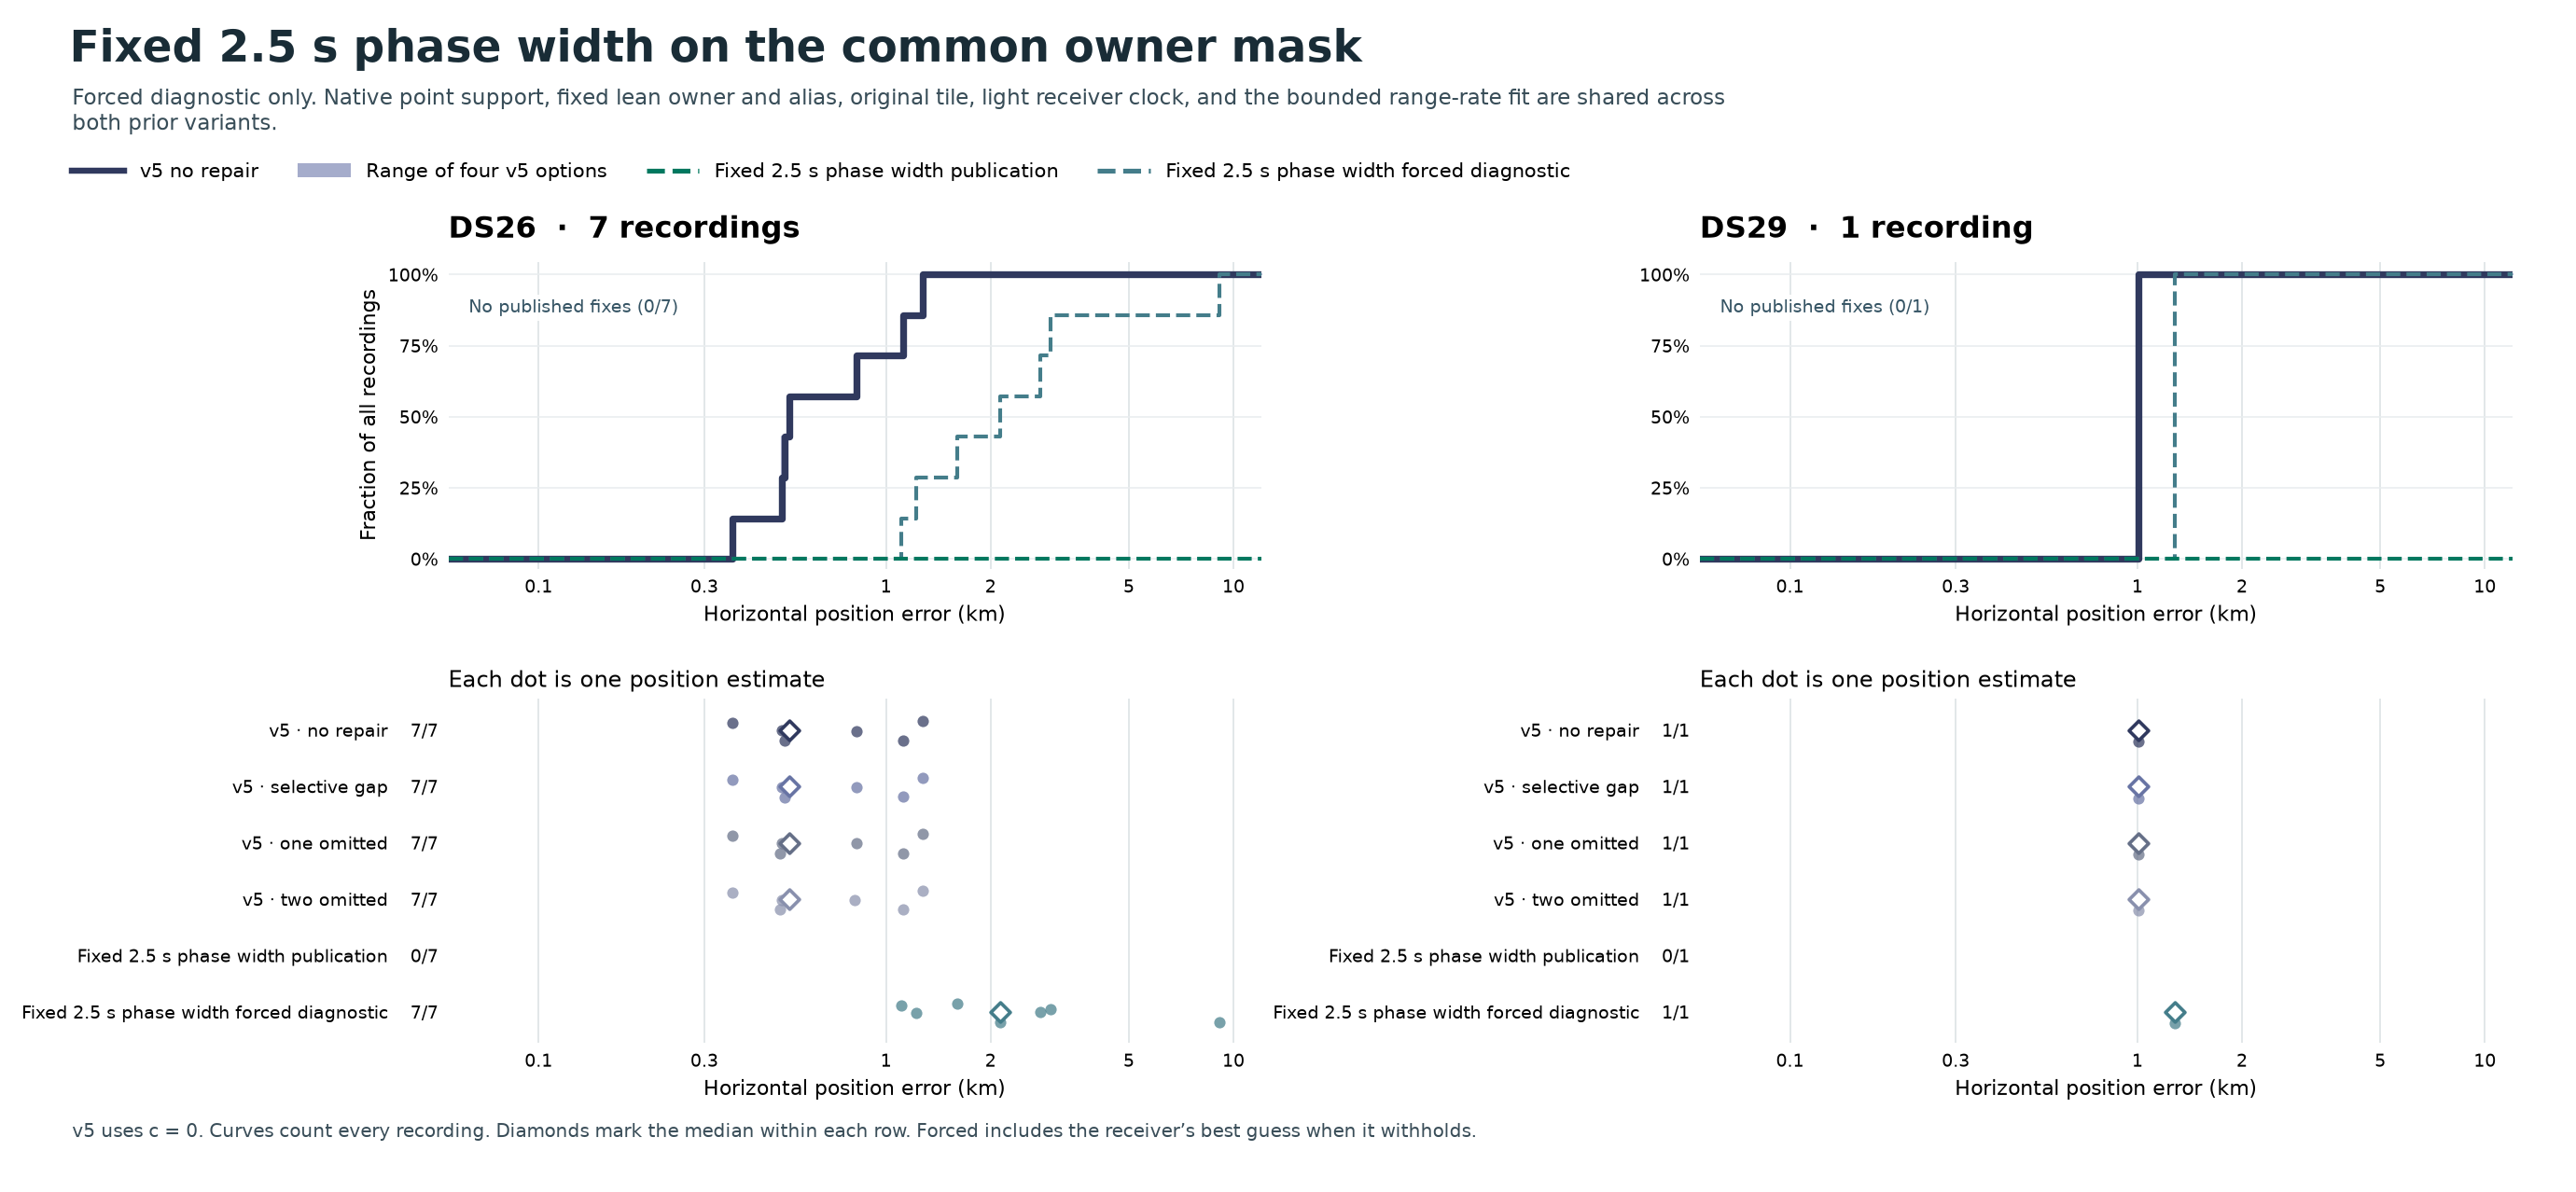 Fixed 2.5 s phase width on the common owner mask
Forced diagnostic only. Native point support, fixed lean owner and alias, original tile, light receiver clock, and the bounded range-rate fit are shared across
both prior variants.
v5 no repair
Range of four v5 options
Fixed 2.5 s phase width publication
Fixed 2.5 s phase width forced diagnostic
DS26 · 7 recordings
100%
75%
50%
25%
0%
Fraction of all recordings
No published fixes (0/7)
0.1 0.3 1 2 5 10
Horizontal position error (km)
DS29 · 1 recording
100%
75%
50%
25%
0%
No published fixes (0/1)
0.1 0.3 1 2 5 10
Horizontal position error (km)
Each dot is one position estimate
v5 · no repair 7/7
v5 · selective gap 7/7
v5 · one omitted 7/7
v5 · two omitted 7/7
Fixed 2.5 s phase width publication 0/7
Fixed 2.5 s phase width forced diagnostic 7/7
0.1 0.3 1 2 5 10
Horizontal position error (km)
Each dot is one position estimate
v5 · no repair 1/1
v5 · selective gap 1/1
v5 · one omitted 1/1
v5 · two omitted 1/1
Fixed 2.5 s phase width publication 0/1
Fixed 2.5 s phase width forced diagnostic 1/1
0.1 0.3 1 2 5 10
Horizontal position error (km)
v5 uses c = 0. Curves count every recording. Diamonds mark the median within each row. Forced includes the receiver’s best guess when it withholds.